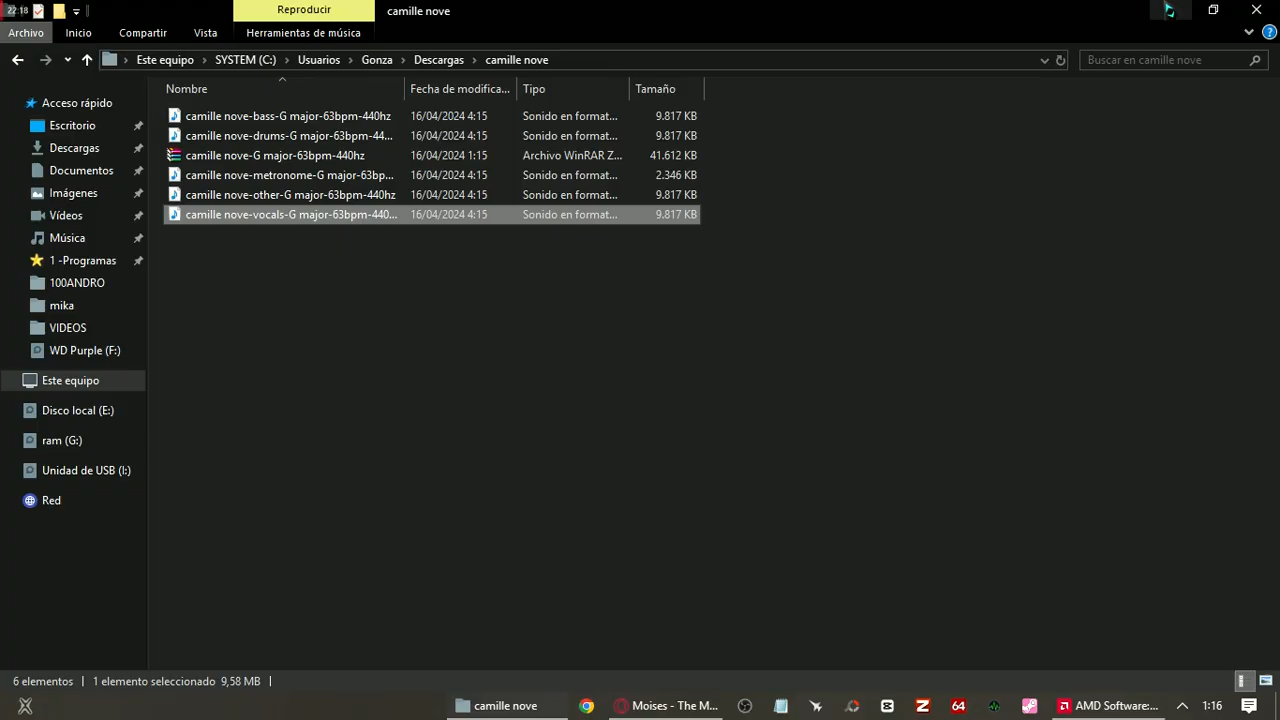 22:18
Reproducir
camille nove
Archivo
Inicio
Compartir
Vista
Herramientas de música
Este equipo
SYSTEM (C:)
Usuarios
Gonza
Descargas
camille nove
Buscar en camille nove
Nombre
Fecha de modifica...
Tipo
Tamaño
camille nove-bass-G major-63bpm-440hz 16/04/2024 4:15 Sonido en format... 9.817 KB
camille nove-drums-G major-63bpm-44... 16/04/2024 4:15 Sonido en format... 9.817 KB
camille nove-G major-63bpm-440hz 16/04/2024 1:15 Archivo WinRAR Z... 41.612 KB
camille nove-metronome-G major-63bp... 16/04/2024 4:15 Sonido en format... 2.346 KB
camille nove-other-G major-63bpm-440hz 16/04/2024 4:15 Sonido en format... 9.817 KB
camille nove-vocals-G major-63bpm-440... 16/04/2024 4:15 Sonido en format... 9.817 KB
Acceso rápido
Escritorio
Descargas
Documentos
Imágenes
Vídeos
Música
1 -Programas
100ANDRO
mika
VIDEOS
WD Purple (F:)
Este equipo
Disco local (E:)
ram (G:)
Unidad de USB (I:)
Red
6 elementos
1 elemento seleccionado 9,58 MB
camille nove
Moises - The M...
64
AMD Software:...
1:16